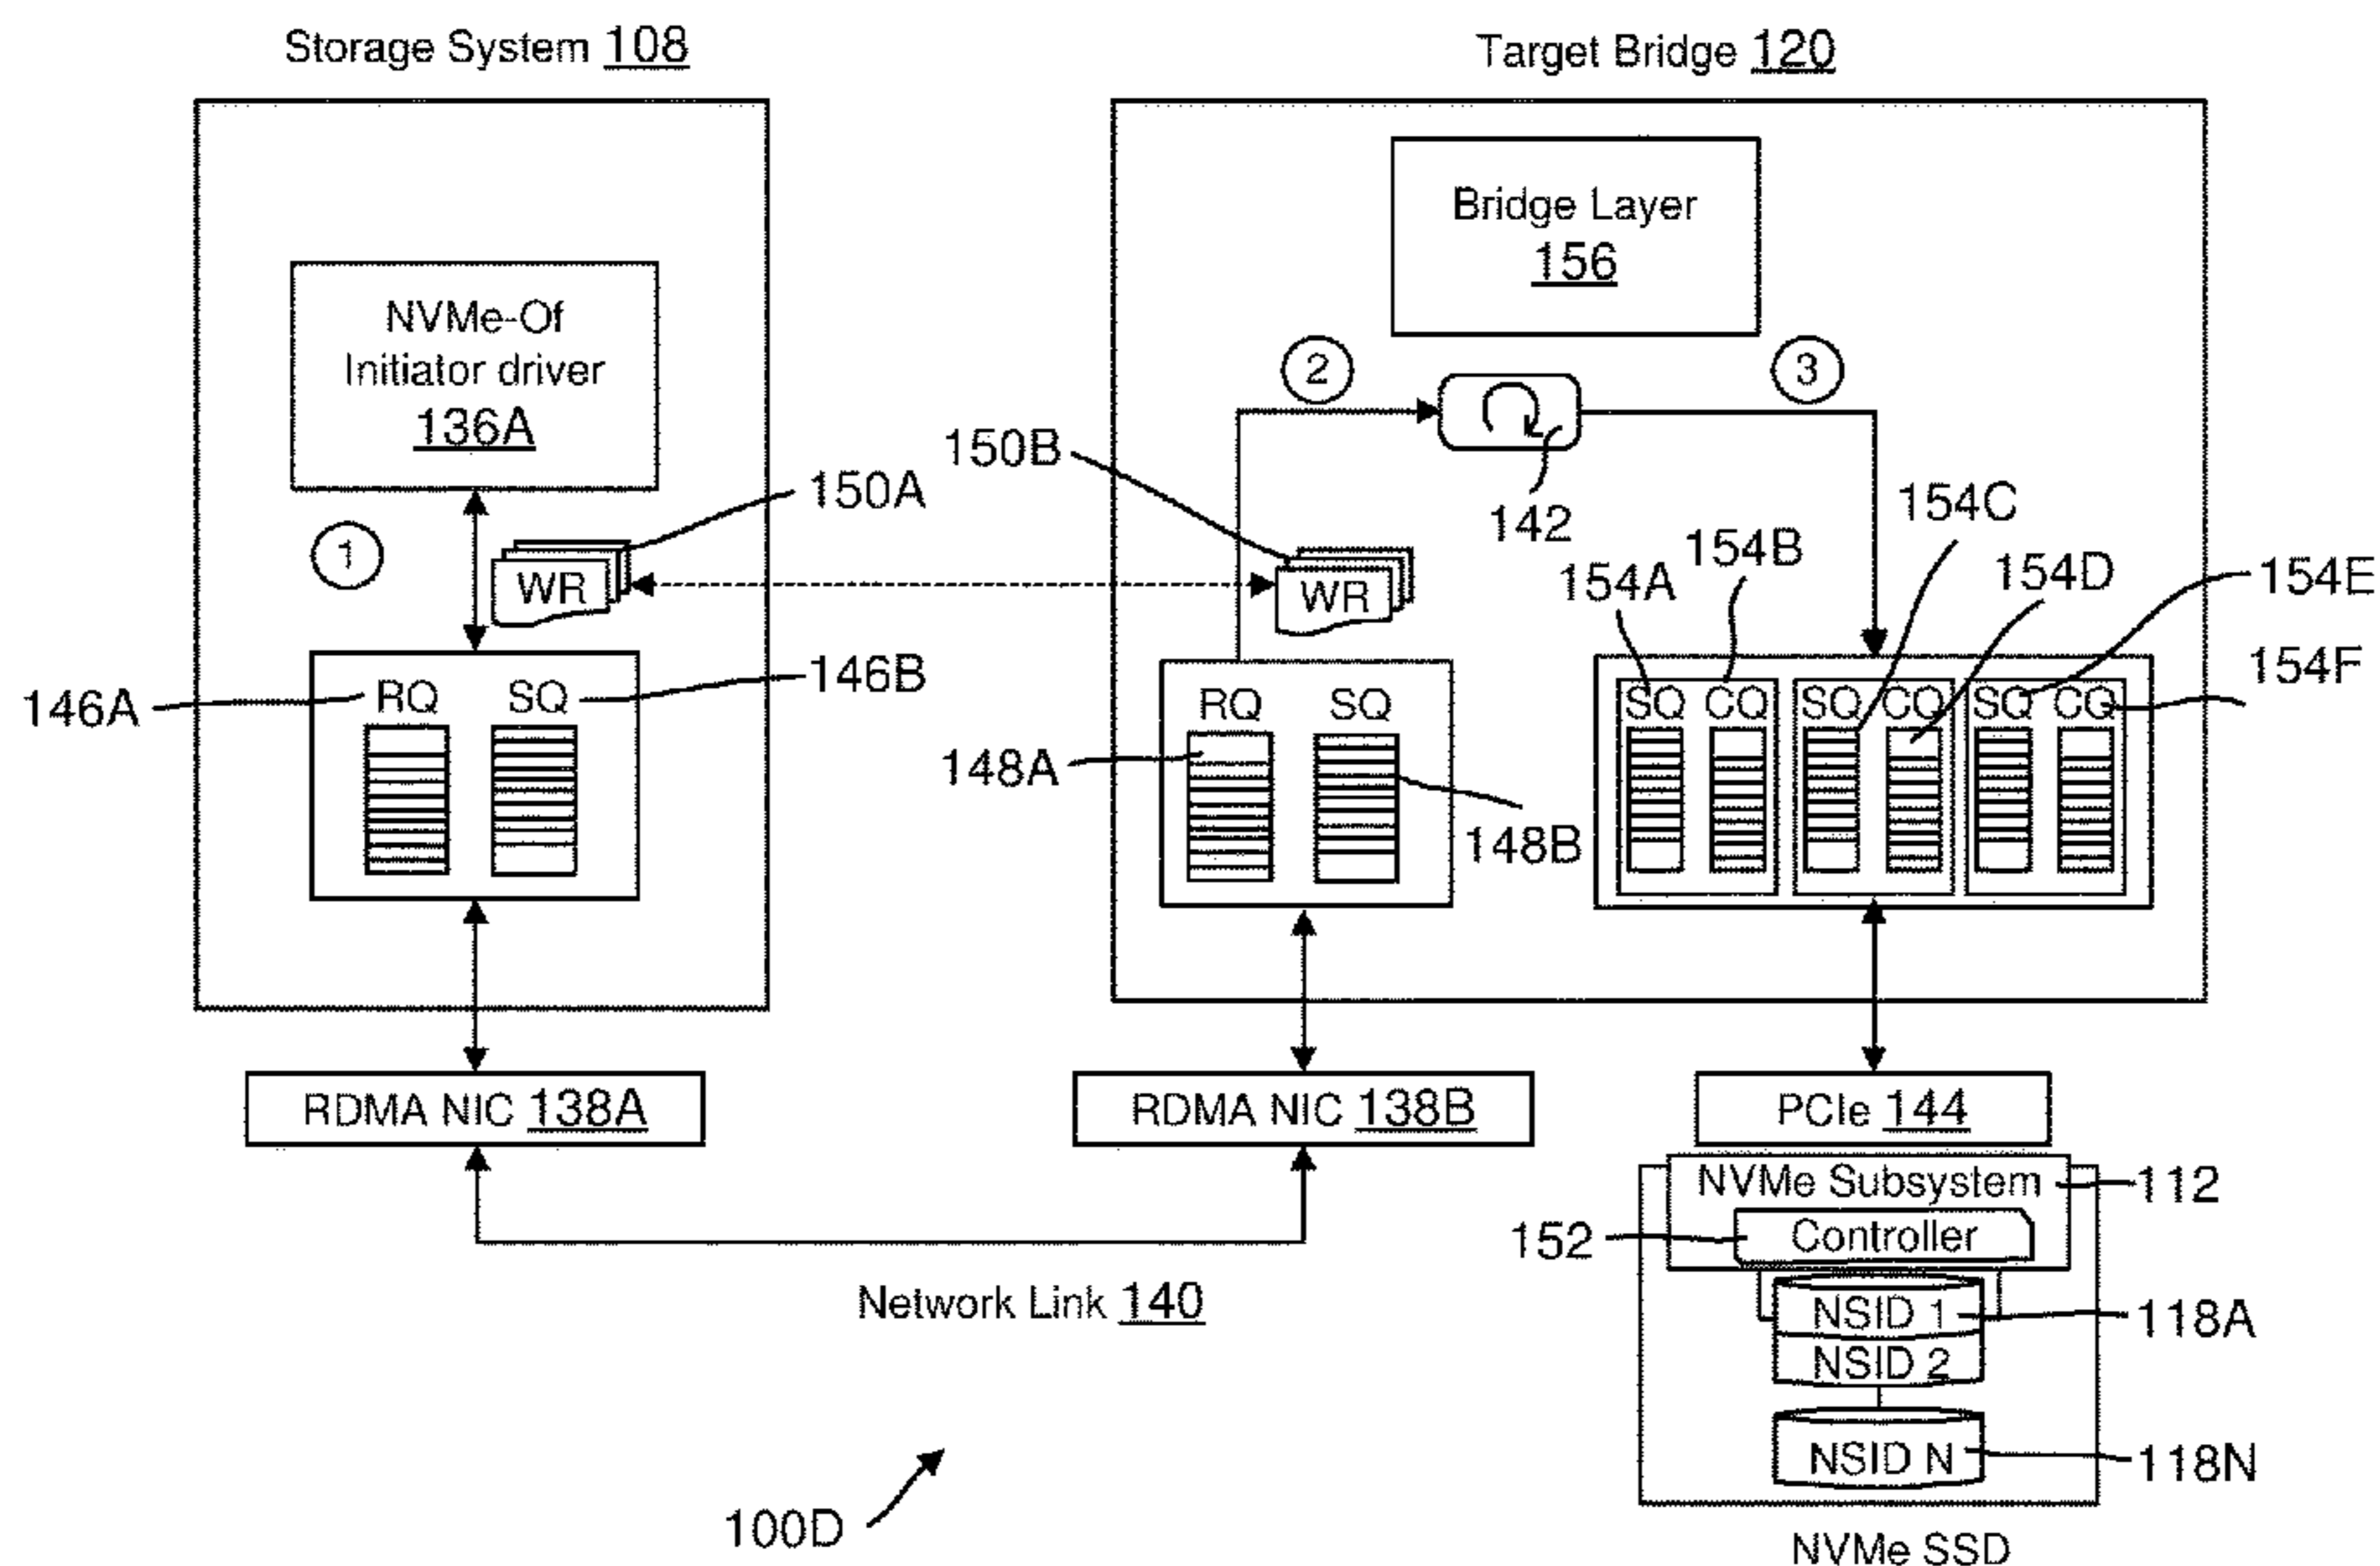 Storage System 108
Target Bridge 120
Bridge Layer
156
NVMe-Of
Initiator driver
136A
2
3
142
150A
150B
1
WR
WR
154A
154B
154C
154D
154E
154F
146A
RQ
SQ
146B
148A
RQ
SQ
148B
SQ
CQ
SQ
CQ
SQ
CQ
RDMA NIC 138A
RDMA NIC 138B
PCIe 144
NVMe Subsystem
112
152
Controller
Network Link 140
NSID 1
118A
NSID 2
NSID N
118N
100D
NVMe SSD